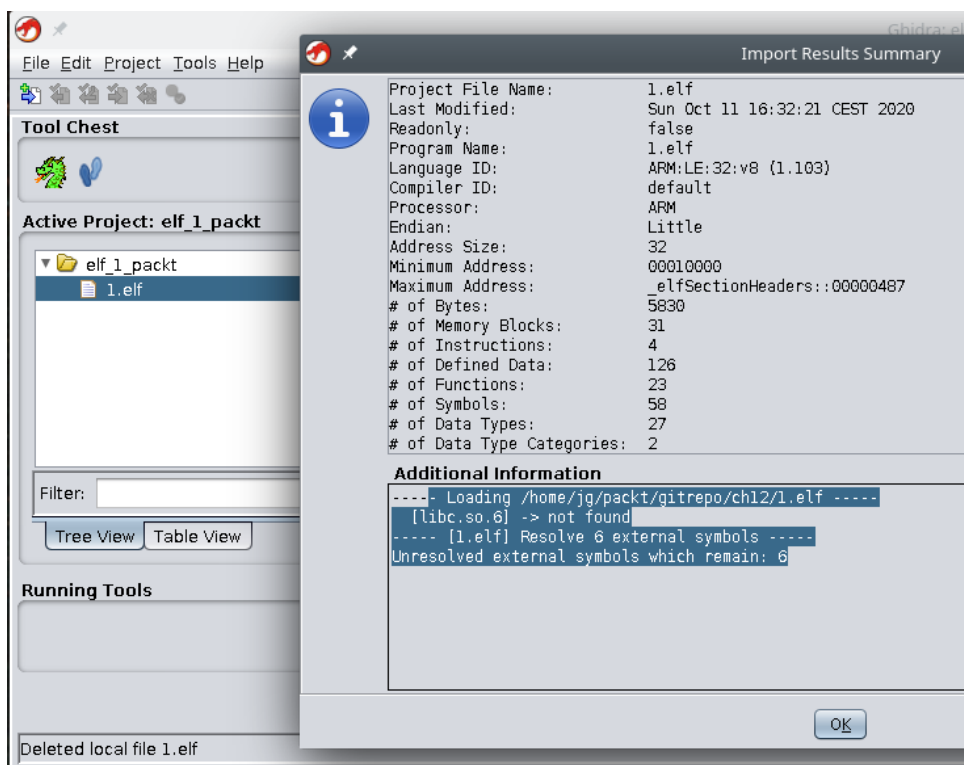 Ghidra: el
File Edit Project Tools Help
Tool Chest
Active Project: elf_1_packt
elf_1_packt
1.elf
Filter:
Tree View Table View
Running Tools
Deleted local file 1.elf
Import Results Summary
Project File Name: 1.elf
Last Modified: Sun Oct 11 16:32:21 CEST 2020
Readonly: false
Program Name: 1.elf
Language ID: ARM:LE:32:v8 (1.103)
Compiler ID: default
Processor: ARM
Endian: Little
Address Size: 32
Minimum Address: 00010000
Maximum Address: _elfSectionHeaders::00000487
# of Bytes: 5830
# of Memory Blocks: 31
# of Instructions: 4
# of Defined Data: 126
# of Functions: 23
# of Symbols: 58
# of Data Types: 27
# of Data Type Categories: 2
Additional Information
----- Loading /home/jg/packt/gitrepo/ch12/1.elf -----
[libc.so.6] -> not found
----- [1.elf] Resolve 6 external symbols -----
Unresolved external symbols which remain: 6
OK